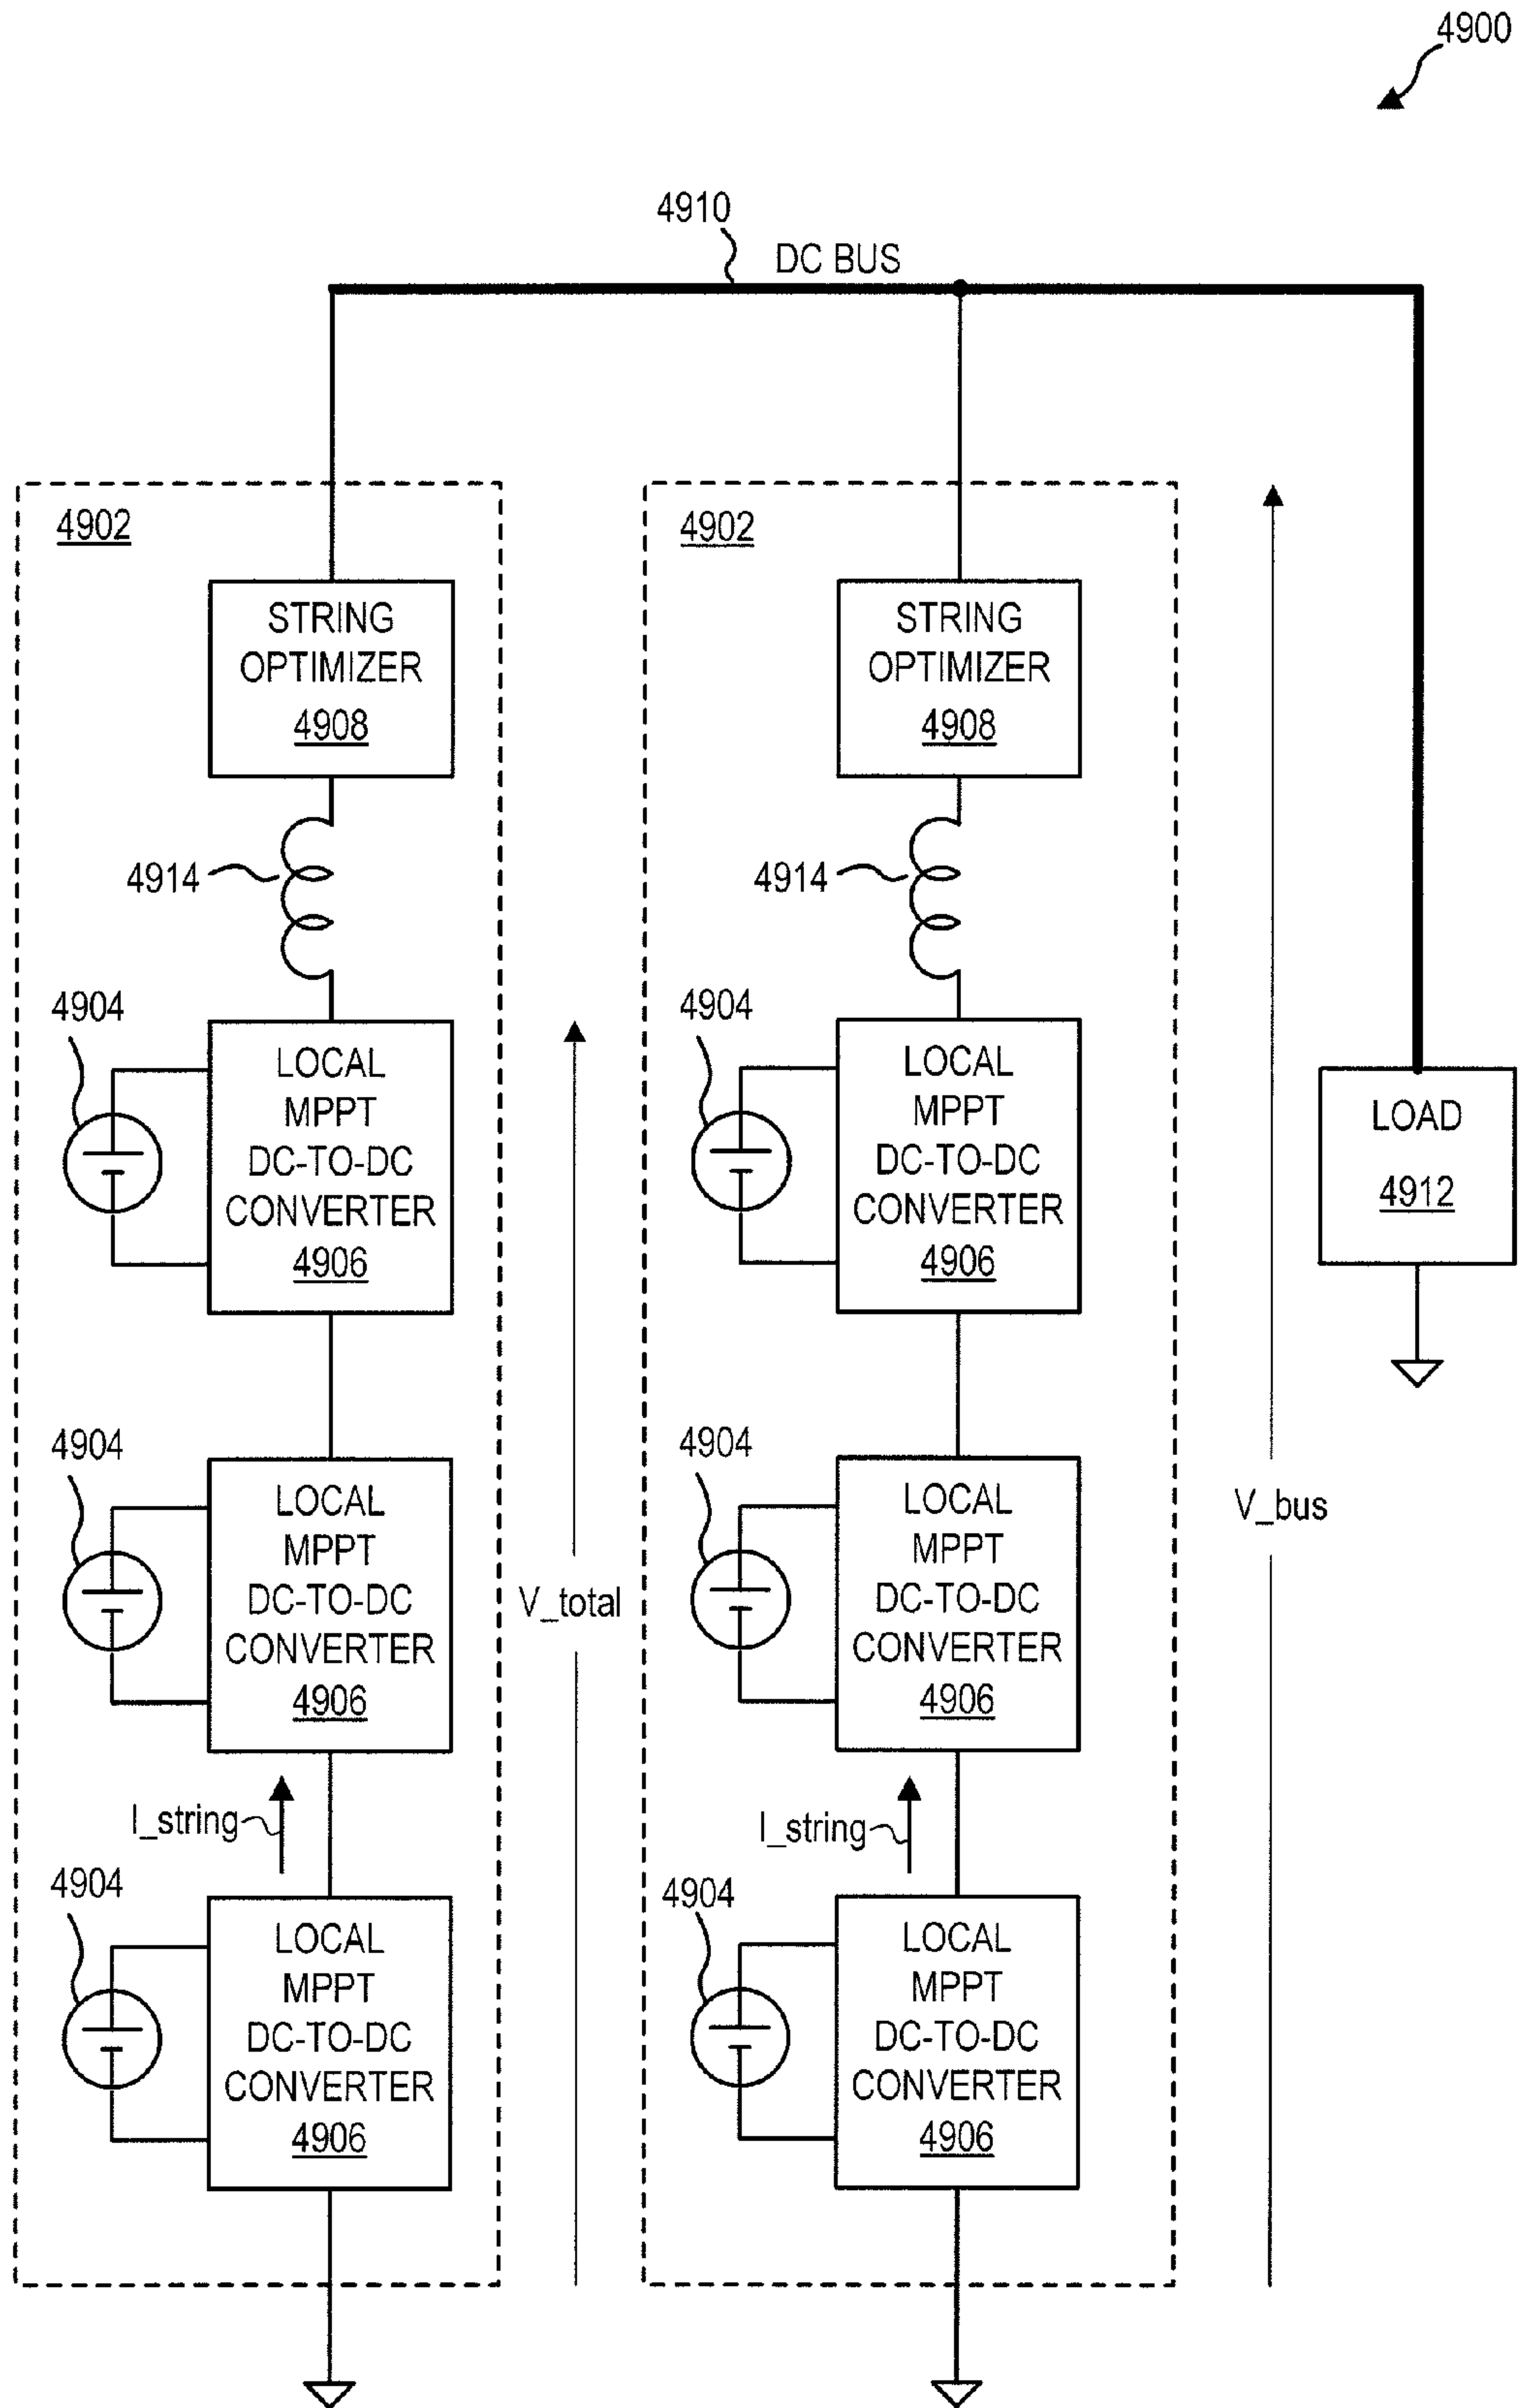 4900
4910
DC BUS
4902
STRING
OPTIMIZER
4908
4914
4904
LOCAL
MPPT
DC-TO-DC
CONVERTER
4906
4904
LOCAL
MPPT
DC-TO-DC
CONVERTER
4906
I_string
4904
LOCAL
MPPT
DC-TO-DC
CONVERTER
4906
V_total
4902
STRING
OPTIMIZER
4908
4914
4904
LOCAL
MPPT
DC-TO-DC
CONVERTER
4906
4904
LOCAL
MPPT
DC-TO-DC
CONVERTER
4906
I_string
4904
LOCAL
MPPT
DC-TO-DC
CONVERTER
4906
V_bus
LOAD
4912